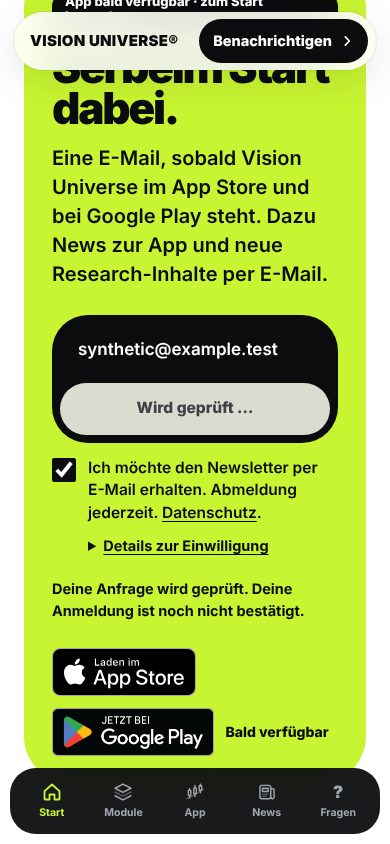 App bald verfügbar · zum Start
VISION UNIVERSE®
Benachrichtigen
Sei beim Start
dabei.
Eine E-Mail, sobald Vision
Universe im App Store und
bei Google Play steht. Dazu
News zur App und neue
Research-Inhalte per E-Mail.
synthetic@example.test
Wird geprüft …
Ich möchte den Newsletter per
E-Mail erhalten. Abmeldung
jederzeit. Datenschutz.
Details zur Einwilligung
Deine Anfrage wird geprüft. Deine
Anmeldung ist noch nicht bestätigt.
Laden im
App Store
JETZT BEI
Google Play
Bald verfügbar
Start
Module
App
News
Fragen